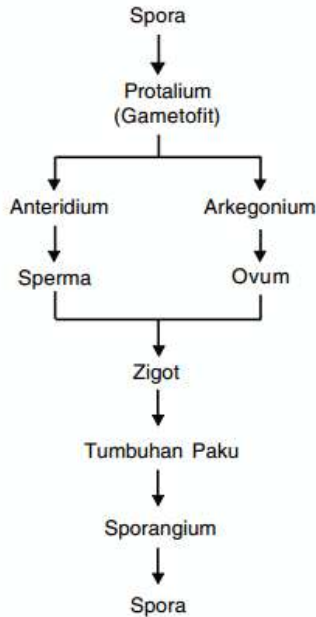 Spora
Protalium
(Gametofit)
Anteridium
Arkegonium
Sperma
Ovum
Zigot
Tumbuhan Paku
Sporangium
Spora